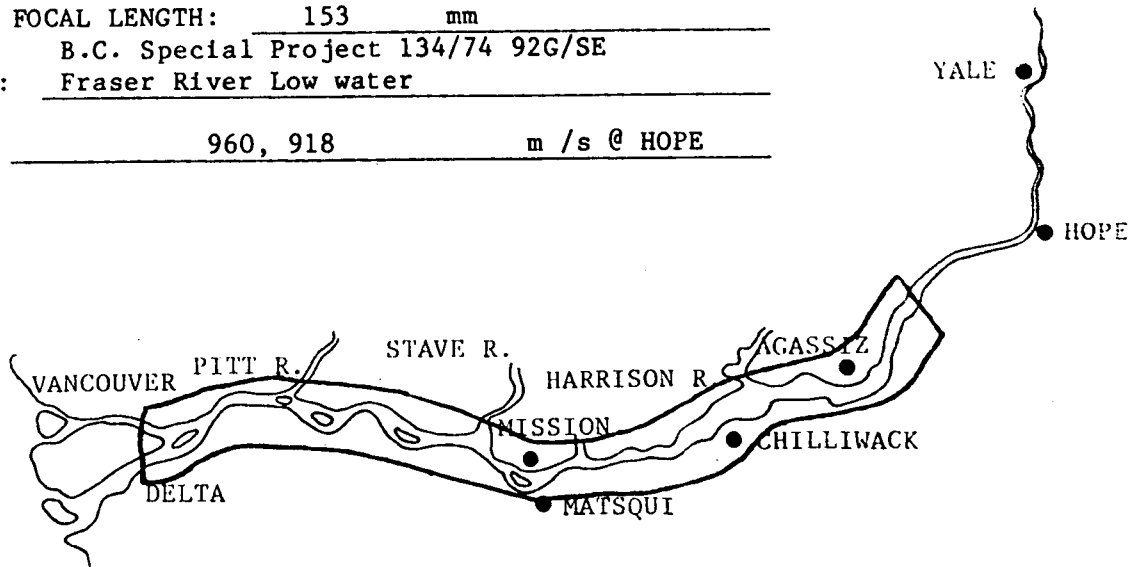 FOCAL LENGTH: 153 mm
B.C. Special Project 134/74 92G/SE
: Fraser River Low water
960, 918 m /s @ HOPE
YALE
HOPE
AGASSIZ
STAVE R.
PITT R.
HARRISON R.
VANCOUVER
MISSION
CHILLIWACK
DELTA
MATSQUI